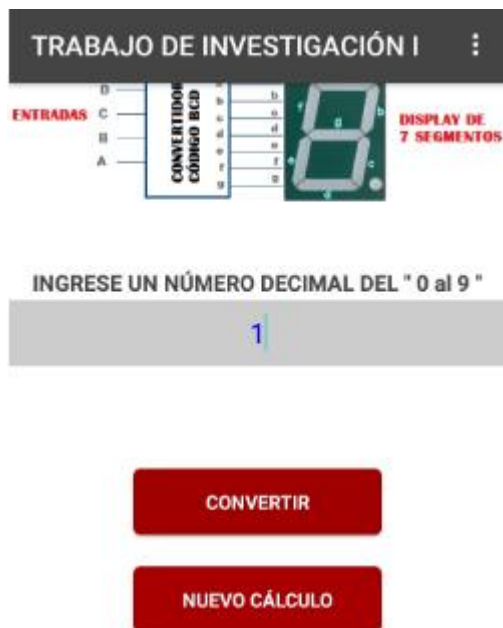 TRABAJO DE INVESTIGACIÓN I
D
ENTRADAS C
B
A
CONVERTIDOR
CÓDIGO BCD
b
c
d
e
f
g
f
g
b
e
c
d
DISPLAY DE
7 SEGMENTOS
INGRESE UN NÚMERO DECIMAL DEL " 0 al 9 "
1
CONVERTIR
NUEVO CÁLCULO